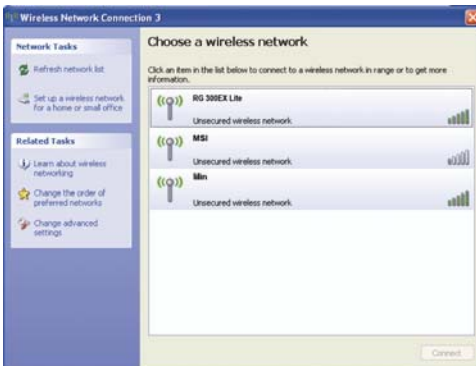 Wireless Network Connection 3
Network Tasks
Refresh network list
Set up a wireless network
for a home or small office
Related Tasks
Learn about wireless
networking
Change the order of
preferred networks
Change advanced
settings
Choose a wireless network
Click an item in the list below to connect to a wireless network in range or to get more
information.
RG 300EX Lite
Unsecured wireless network
MSI
Unsecured wireless network
Min
Unsecured wireless network
Connect